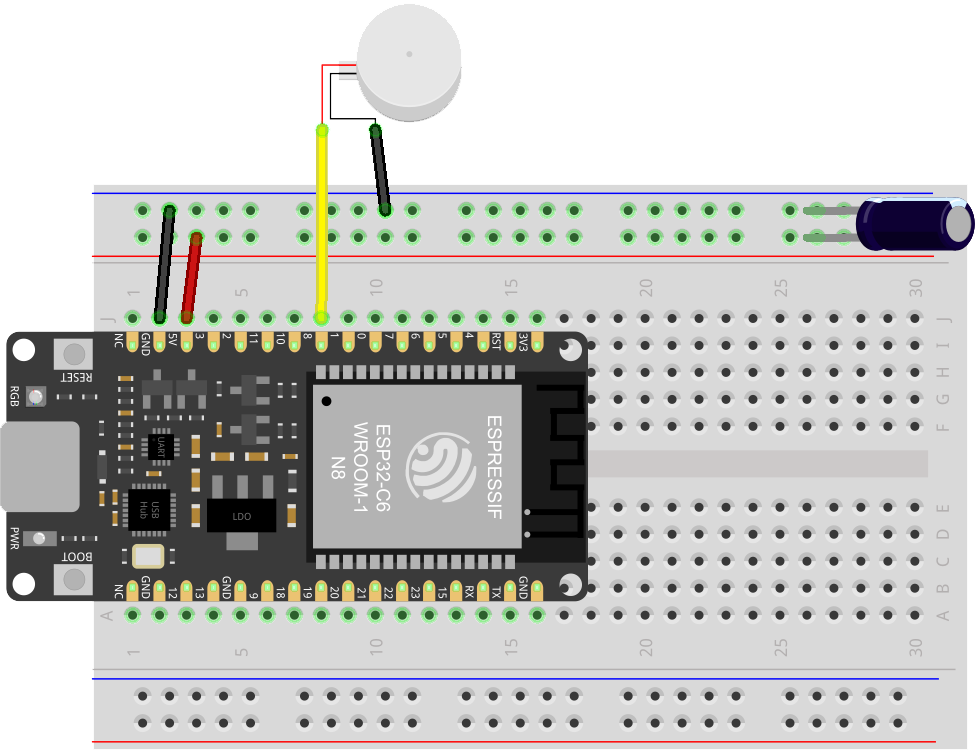 1 5 10 15 20 25 30
J J
I
H
G
F
NC GND 5V 3 2 11 10 8 1 0 7 6 5 4 RST 3V3
RESET
RGB
UART
USB
Hub
LDO
ESPRESSIF
ESP32-C6
WROOM-1
N8
PWR
BOOT
E
D
C
B
NC GND 12 13 GND 9 18 19 20 21 22 23 15 RX TX GND
A A
1 5 10 15 20 25 30